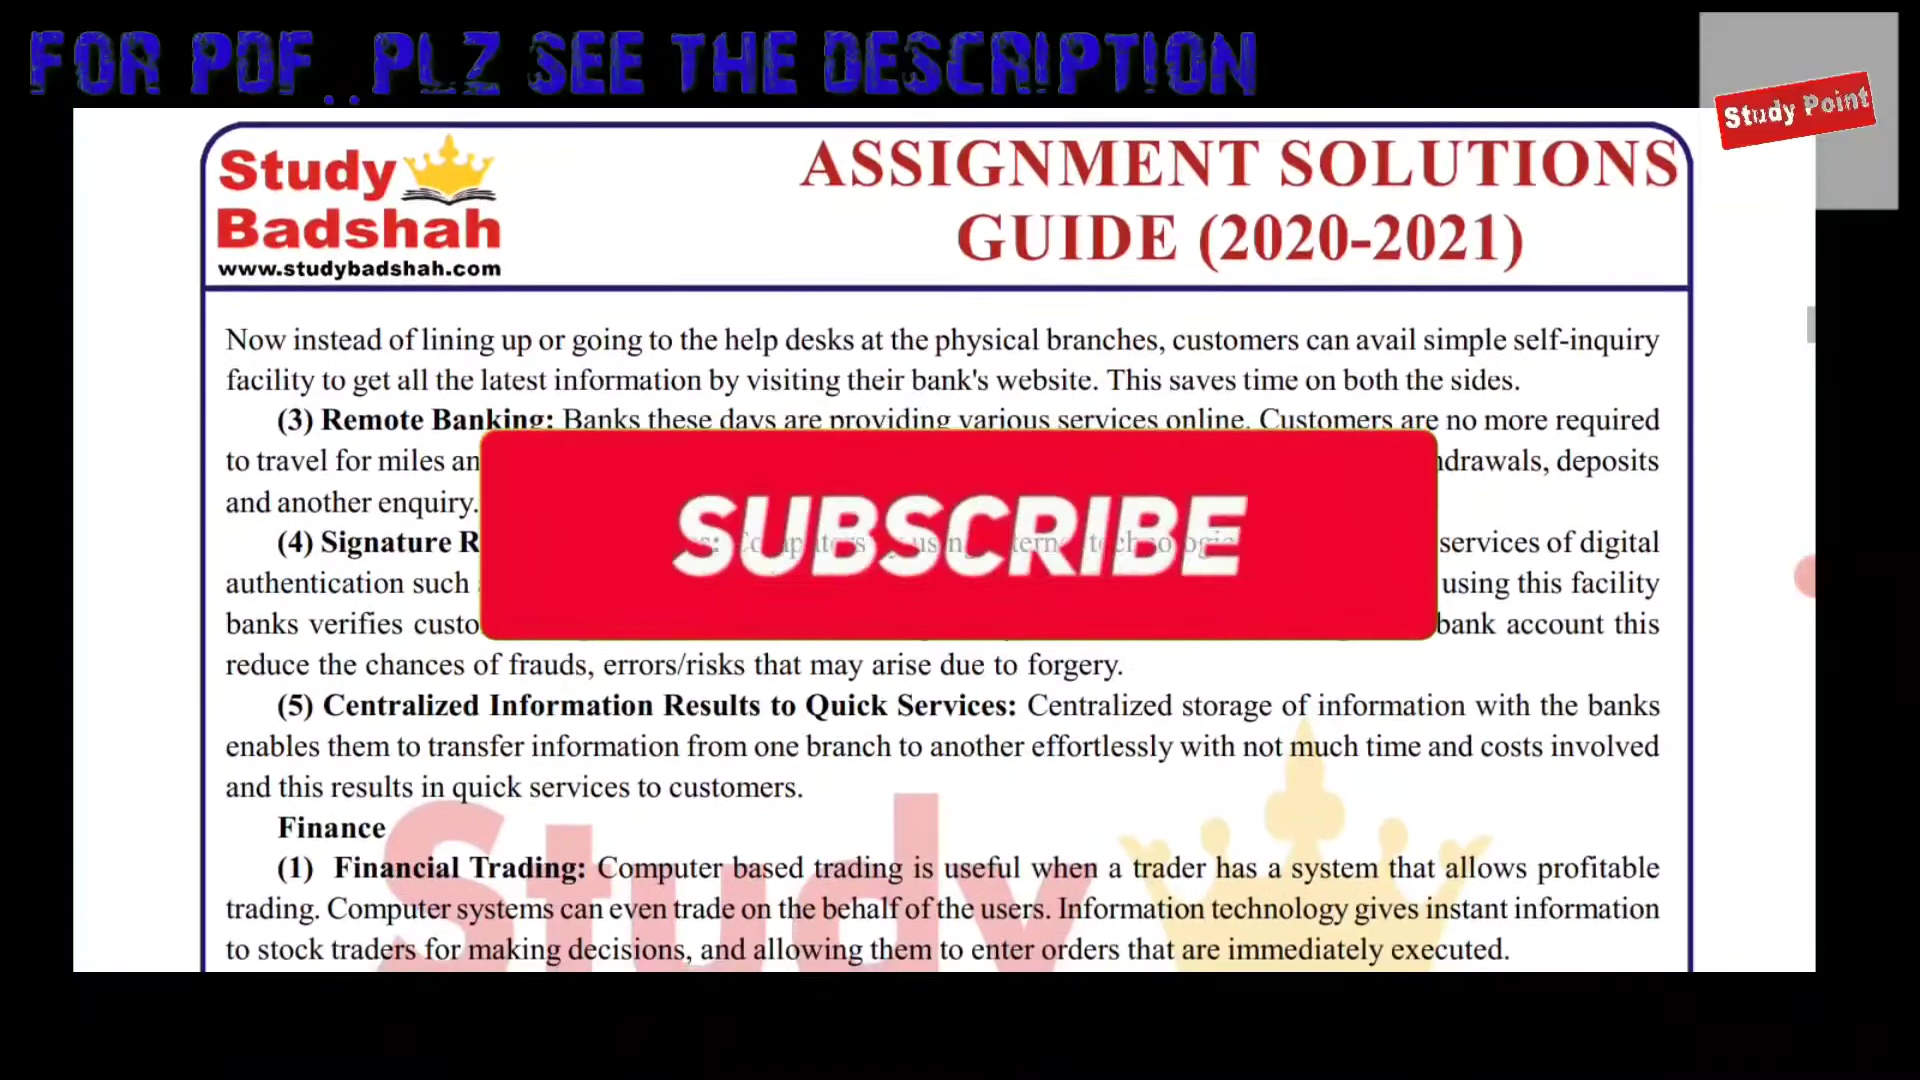 FOR PDF..PLZ SEE THE DESCRIPTION
Study Point
Study
Badshah
www.studybadshah.com
ASSIGNMENT SOLUTIONS
GUIDE (2020-2021)
Now instead of lining up or going to the help desks at the physical branches, customers can avail simple self-inquiry
facility to get all the latest information by visiting their bank's website. This saves time on both the sides.
(3) Remote Banking: Banks these days are providing various services online. Customers are no more required
to travel for miles deposits
and another enquiry.
SUBSCRIBE
(4) Signature services of digital
authentication such using this facility
banks verifies bank account this
reduce the chances of frauds, errors/risks that may arise due to forgery.
(5) Centralized Information Results to Quick Services: Centralized storage of information with the banks
enables them to transfer information from one branch to another effortlessly with not much time and costs involved
and this results in quick services to customers.
Finance
(1) Financial Trading: Computer based trading is useful when a trader has a system that allows profitable
trading. Computer systems can even trade on the behalf of the users. Information technology gives instant information
to stock traders for making decisions, and allowing them to enter orders that are immediately executed.
Study